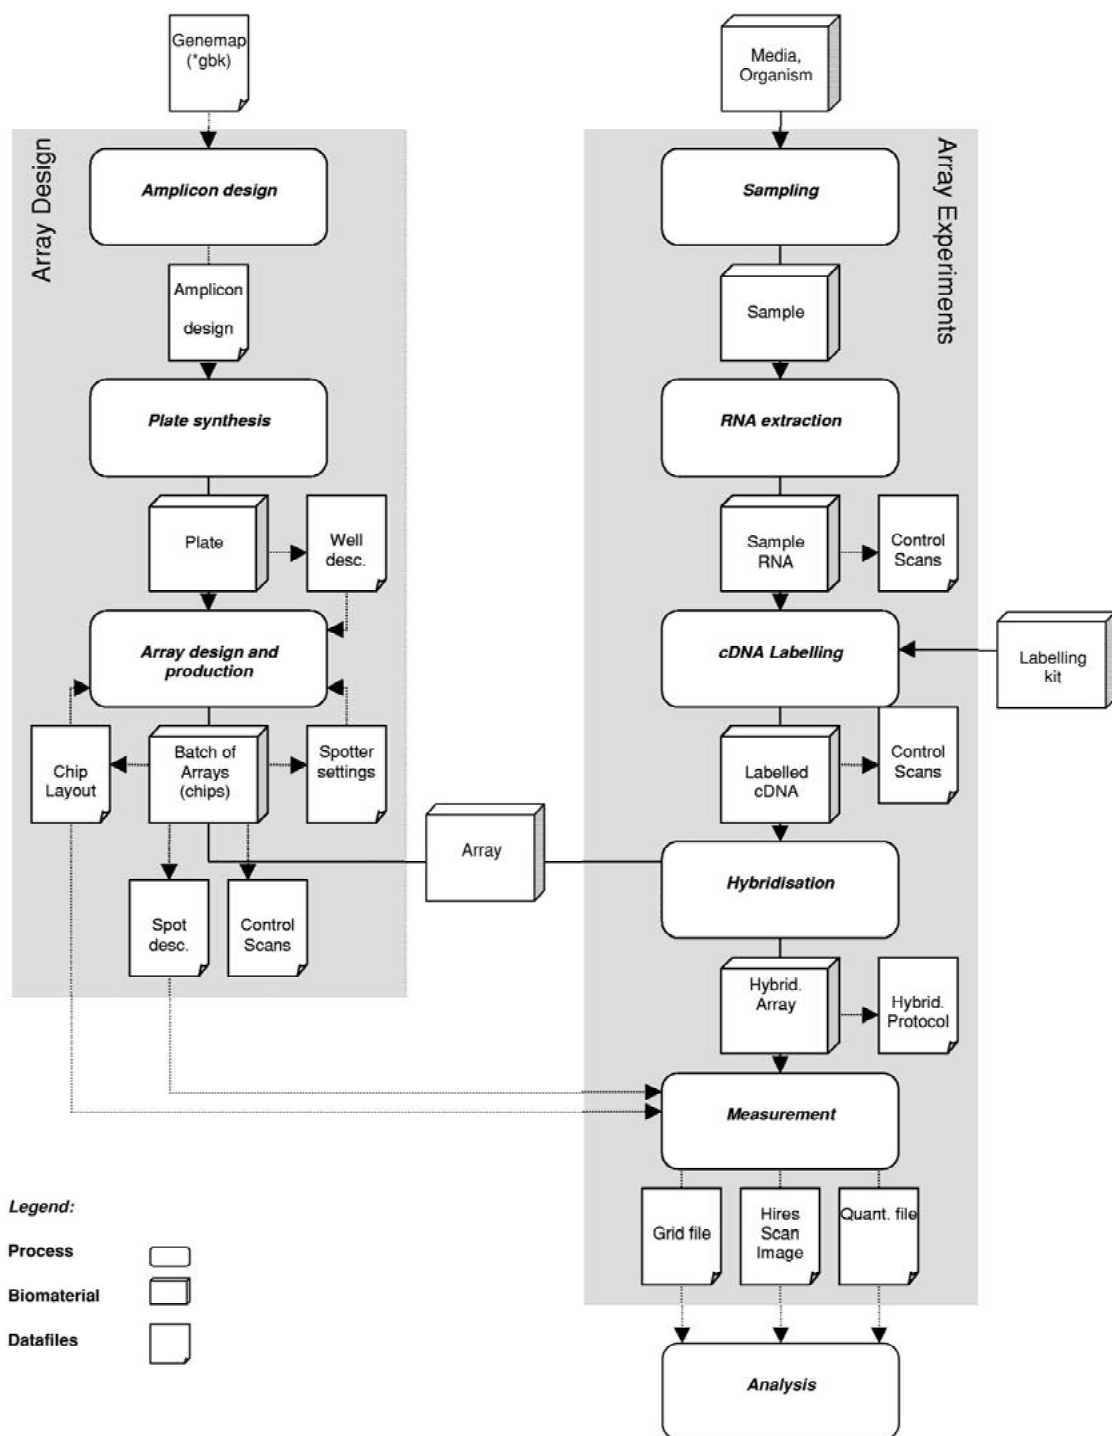 Genemap
(*gbk)
Array Design
Amplicon design
Amplicon
design
Plate synthesis
Plate
Well
desc.
Array design and
production
Chip
Layout
Batch of
Arrays
(chips)
Spotter
settings
Spot
desc.
Control
Scans
Array
Media,
Organism
Array Experiments
Sampling
Sample
RNA extraction
Sample
RNA
Control
Scans
cDNA Labelling
Labelling
kit
Labelled
cDNA
Control
Scans
Hybridisation
Hybrid.
Array
Hybrid.
Protocol
Measurement
Grid file
Hires
Scan
Image
Quant. file
Analysis
Legend:
Process
Biomaterial
Datafiles